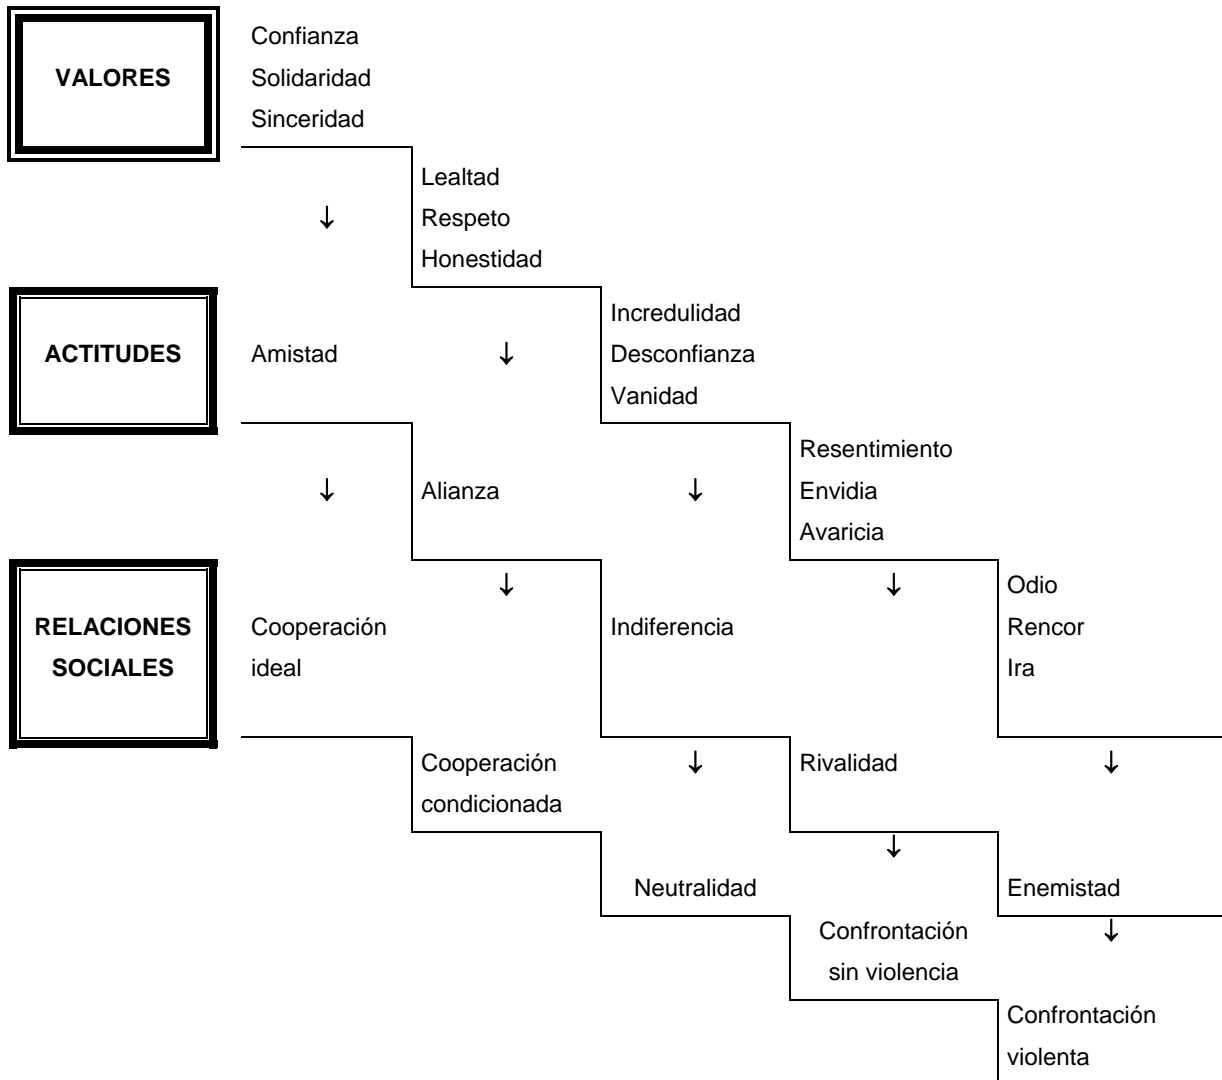 Confianza
VALORES Solidaridad
Sinceridad
Lealtad
↓ Respeto
Honestidad
Incredulidad
ACTITUDES Amistad ↓ Desconfianza
Vanidad
Resentimiento
↓ Alianza ↓ Envidia
Avaricia
↓ ↓ Odio
RELACIONES Cooperación Indiferencia Rencor
SOCIALES ideal Ira
Cooperación ↓ Rivalidad ↓
condicionada
↓
Neutralidad Enemistad
Confrontación ↓
sin violencia
Confrontación
violenta